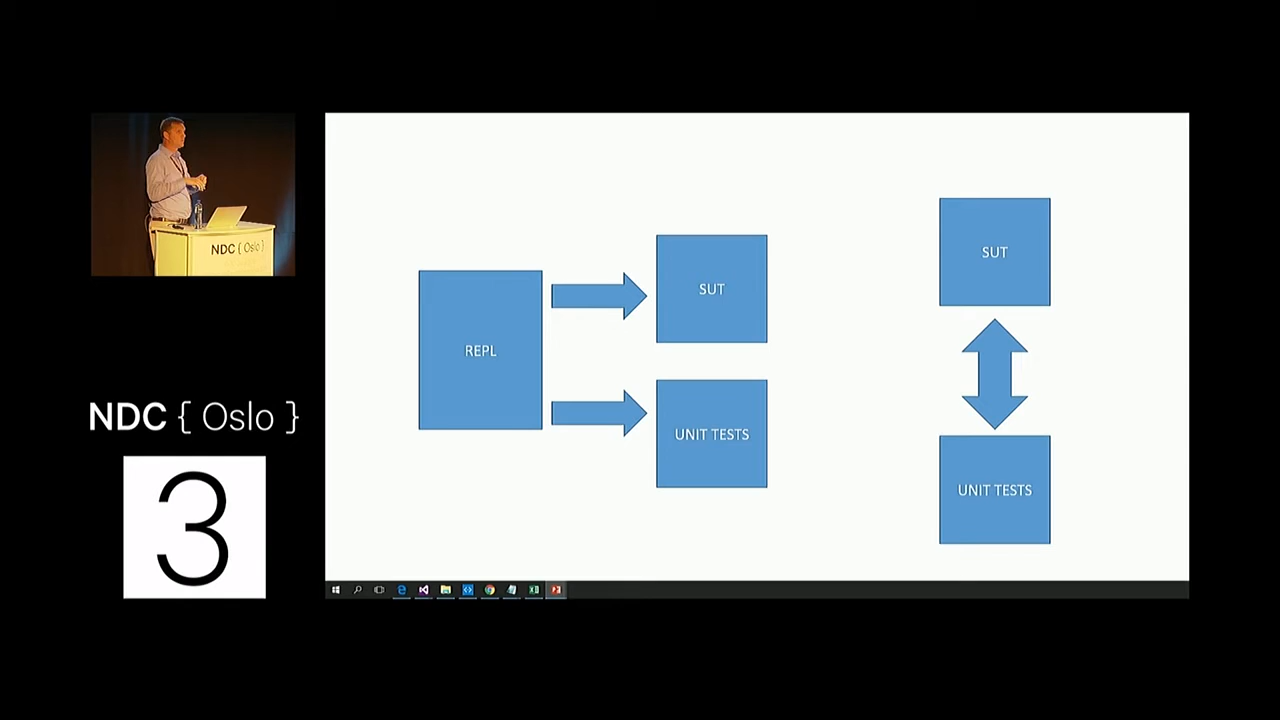 NDC { Oslo }
NDC { Oslo }
3
REPL
SUT
UNIT TESTS
SUT
UNIT TESTS